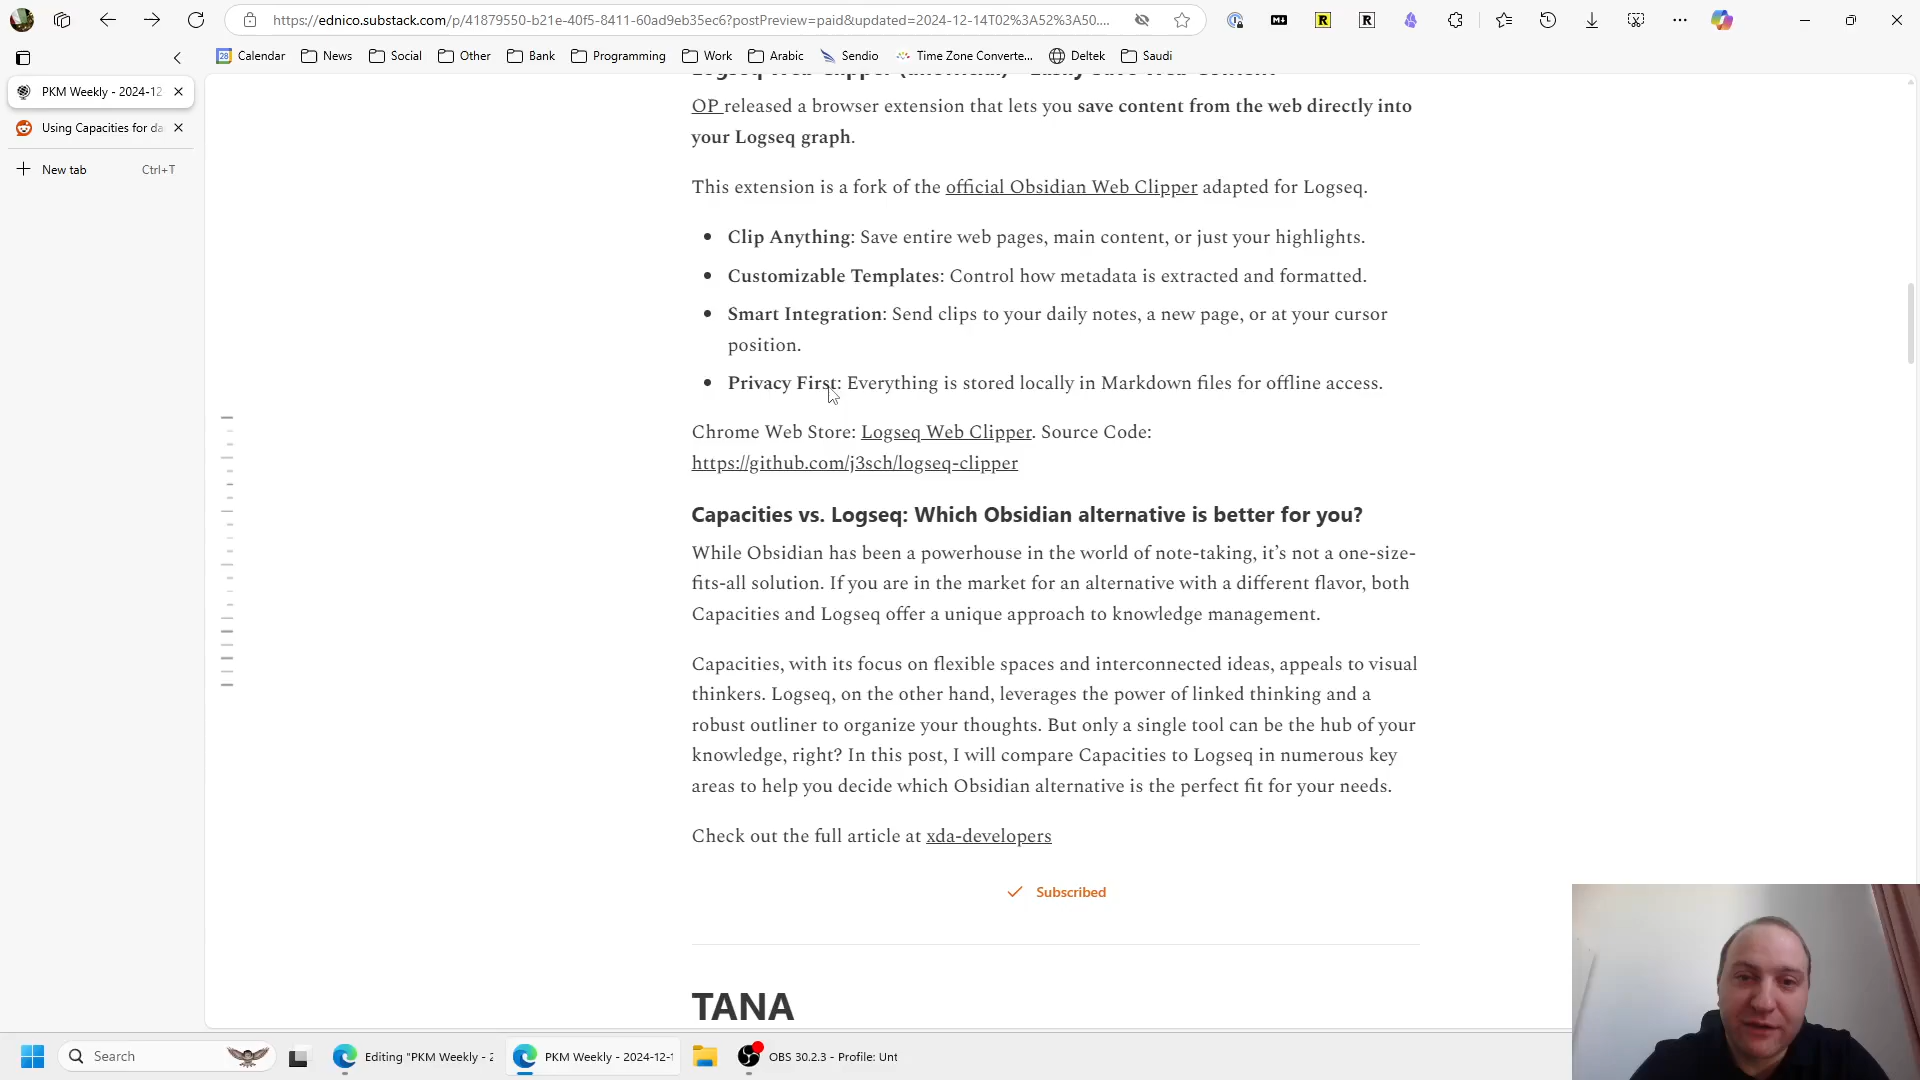 https://ednico.substack.com/p/41879550-b21e-40f5-8411-60ad9eb35ec6?postPreview=paid&updated=2024-12-14T02%3A52%3A50....
Calendar News Social Other Bank Programming Work Arabic Sendio Time Zone Converte... Deltek Saudi
PKM Weekly - 2024-12
Using Capacities for da
New tab Ctrl+T
Logseq Web Clipper (unofficial) - Easily Save Web Content
OP released a browser extension that lets you save content from the web directly into
your Logseq graph.
This extension is a fork of the official Obsidian Web Clipper adapted for Logseq.
• Clip Anything: Save entire web pages, main content, or just your highlights.
• Customizable Templates: Control how metadata is extracted and formatted.
• Smart Integration: Send clips to your daily notes, a new page, or at your cursor
position.
• Privacy First: Everything is stored locally in Markdown files for offline access.
Chrome Web Store: Logseq Web Clipper. Source Code:
https://github.com/j3sch/logseq-clipper
Capacities vs. Logseq: Which Obsidian alternative is better for you?
While Obsidian has been a powerhouse in the world of note-taking, it’s not a one-size-
fits-all solution. If you are in the market for an alternative with a different flavor, both
Capacities and Logseq offer a unique approach to knowledge management.
Capacities, with its focus on flexible spaces and interconnected ideas, appeals to visual
thinkers. Logseq, on the other hand, leverages the power of linked thinking and a
robust outliner to organize your thoughts. But only a single tool can be the hub of your
knowledge, right? In this post, I will compare Capacities to Logseq in numerous key
areas to help you decide which Obsidian alternative is the perfect fit for your needs.
Check out the full article at xda-developers
Subscribed
TANA
Search Editing "PKM Weekly - 2 PKM Weekly - 2024-12-1 OBS 30.2.3 - Profile: Unt